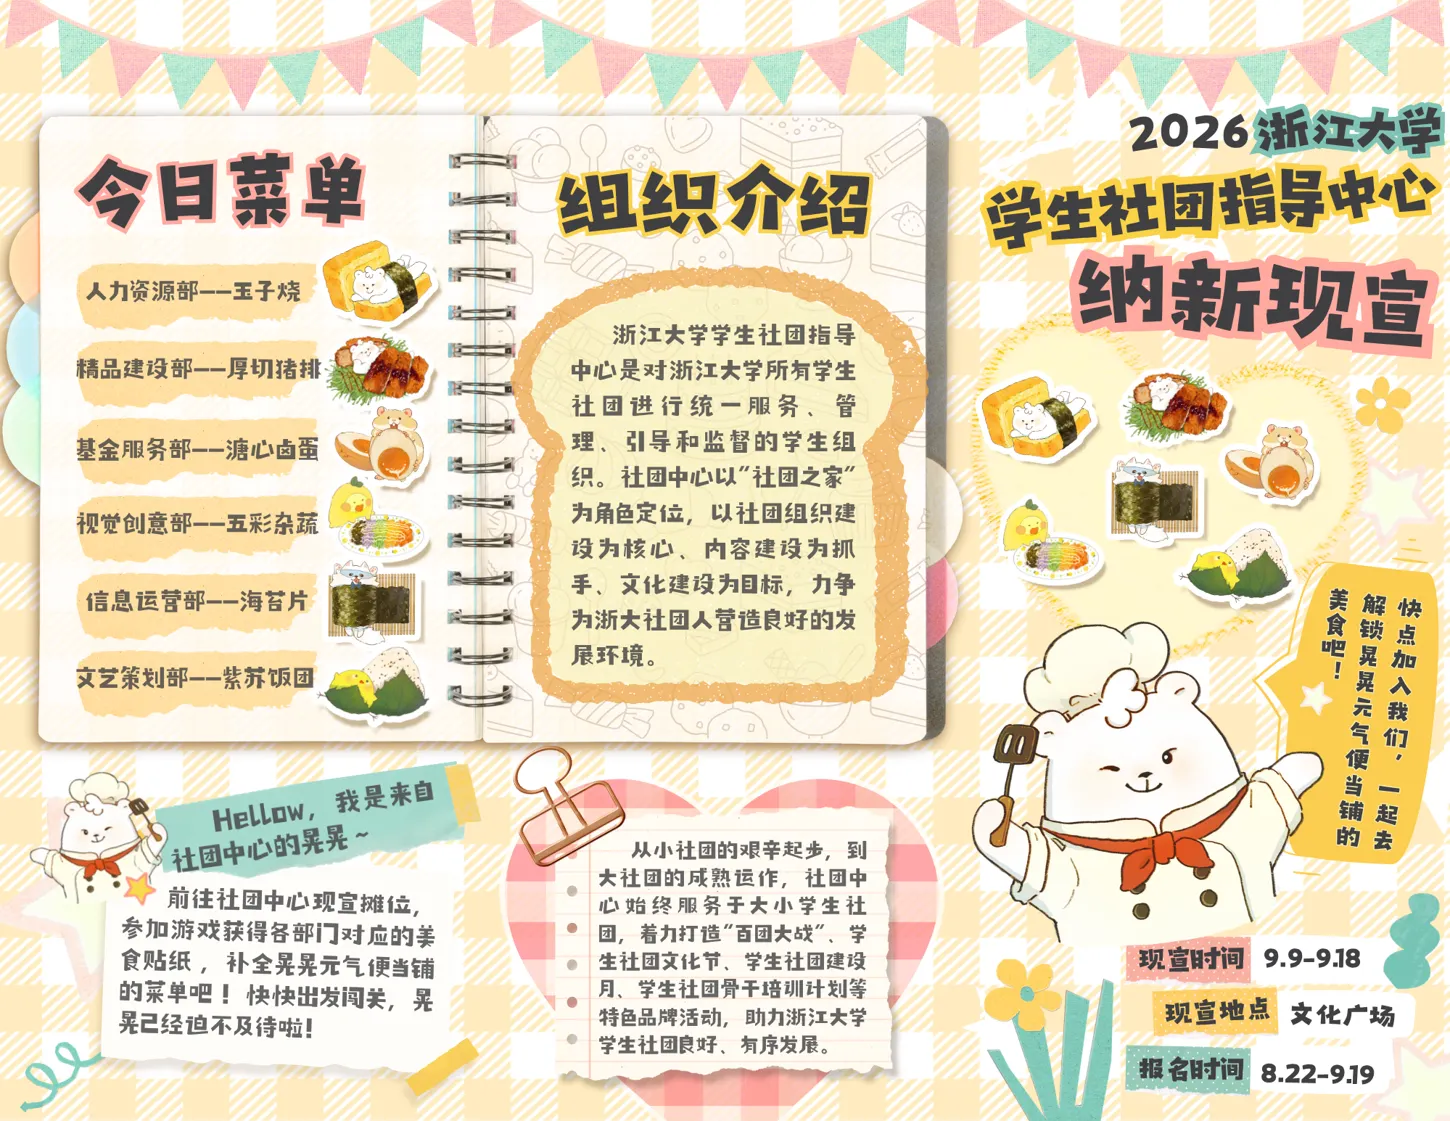 今日菜单
人力资源部——玉子烧
精品建设部——厚切猪排
基金服务部——溏心卤蛋
视觉创意部——五彩杂蔬
信息运营部——海苔片
文艺策划部——紫苏饭团
组织介绍
浙江大学学生社团指导
中心是对浙江大学所有学生
社团进行统一服务、管
理、引导和监督的学生组
织。社团中心以"社团之家"
为角色定位，以社团组织建
设为核心、内容建设为抓
手、文化建设为目标，力争
为浙大社团人营造良好的发
展环境。
2026浙江大学
学生社团指导中心
纳新现宣
快点加入我们，一起去
解锁晃晃元气便当铺的
美食吧！
Hellow，我是来自
社团中心的晃晃~
前往社团中心现宣摊位，
参加游戏获得各部门对应的美
食贴纸，补全晃晃元气便当铺
的菜单吧！快快出发闯关，晃
晃已经迫不及待啦！
从小社团的艰辛起步，到
大社团的成熟运作，社团中
心始终服务于大小学生社
团，着力打造"百团大战"、学
生社团文化节、学生社团建设
月、学生社团骨干培训计划等
特色品牌活动，助力浙江大学
学生社团良好、有序发展。
现宣时间 9.9-9.18
现宣地点 文化广场
报名时间 8.22-9.19